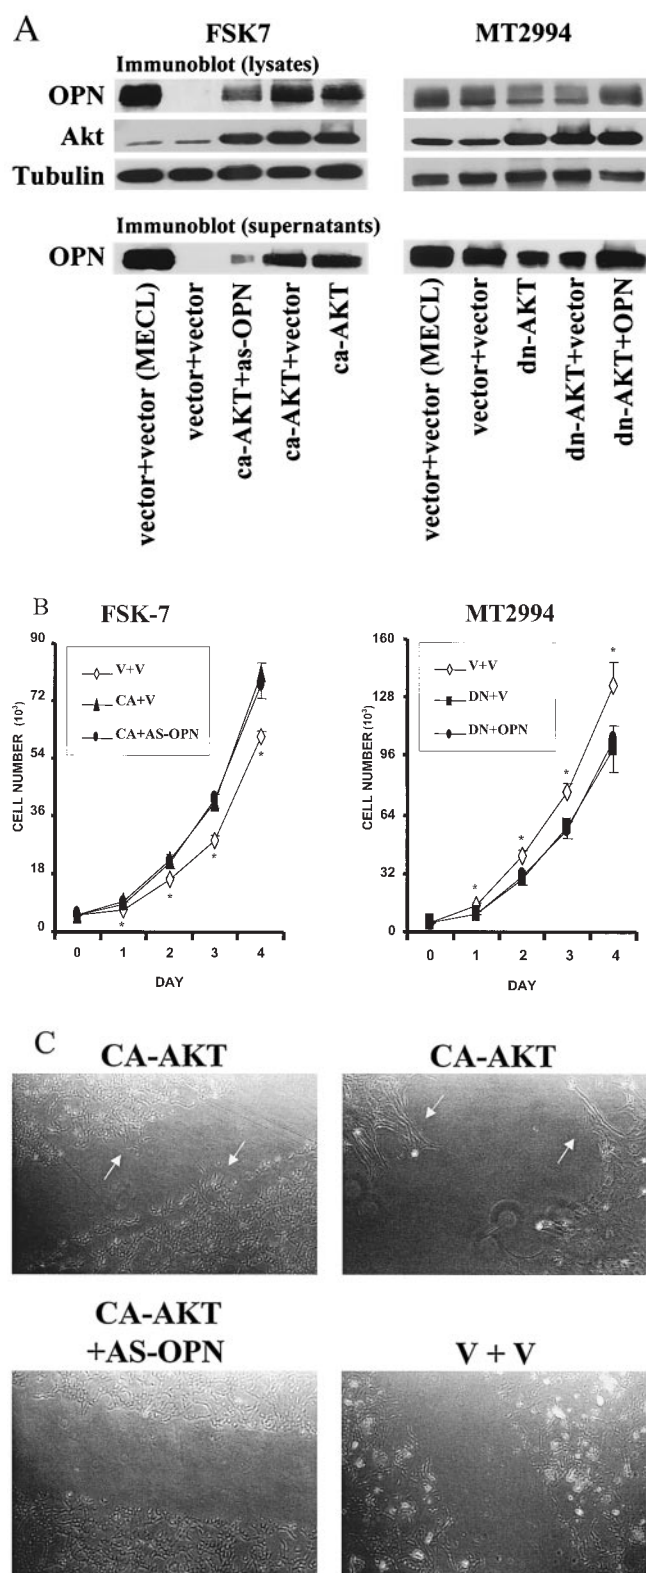 A
FSK7
MT2994
Immunoblot (lysates)
OPN
Akt
Tubulin
Immunoblot (supernatants)
OPN
vector+vector (MECL)
vector+vector
ca-AKT+as-OPN
ca-AKT+vector
ca-AKT
vector+vector (MECL)
vector+vector
dn-AKT
dn-AKT+vector
dn-AKT+OPN
B
FSK-7
MT2994
CELL NUMBER (10³)
90
72
54
36
18
0
V+V
CA+V
CA+AS-OPN
*
*
*
*
0 1 2 3 4
DAY
CELL NUMBER (10³)
160
128
96
64
32
0
V+V
DN+V
DN+OPN
*
*
*
*
0 1 2 3 4
DAY
C
CA-AKT
CA-AKT
CA-AKT
+AS-OPN
V + V